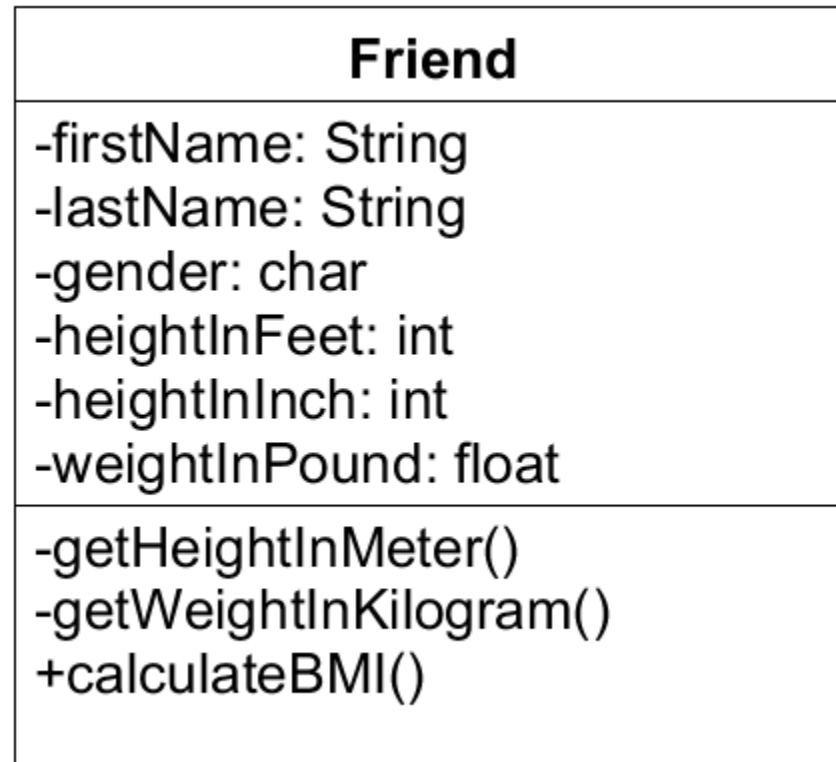 Friend
-firstName: String
-lastName: String
-gender: char
-heightInFeet: int
-heightInInch: int
-weightInPound: float
-getHeightInMeter()
-getWeightInKilogram()
+calculateBMI()